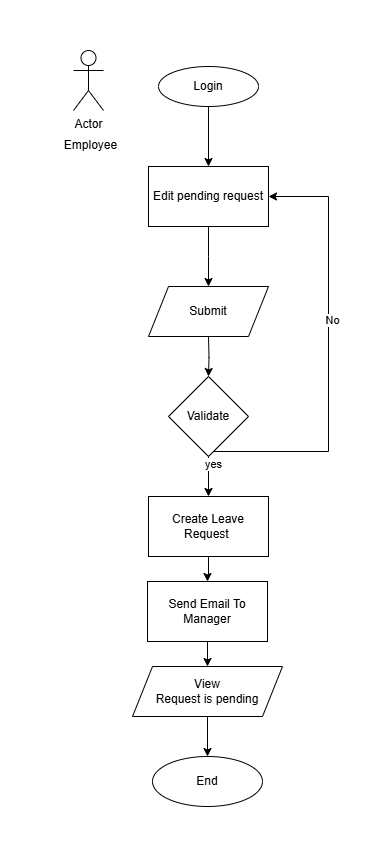 Login
Actor
Employee
Edit pending request
Submit
No
Validate
yes
Create Leave
Request
Send Email To
Manager
View
Request is pending
End